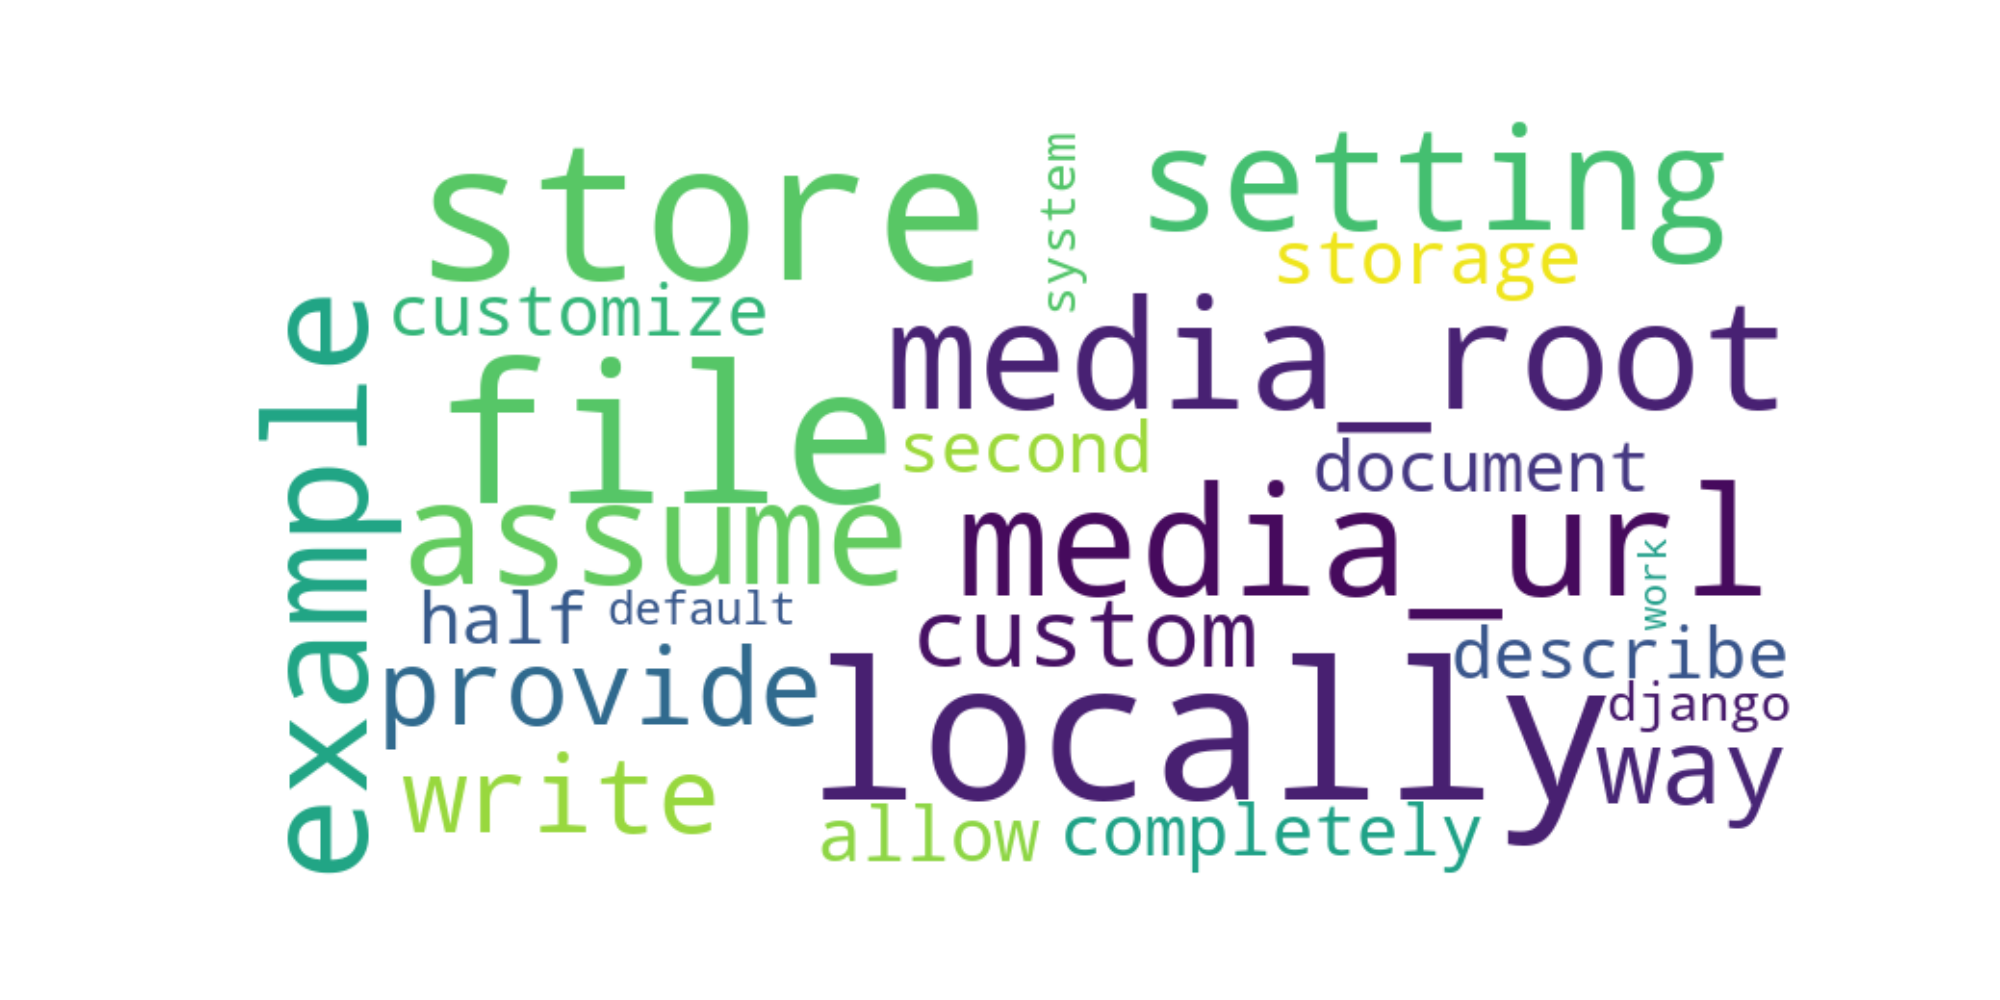 store
system
setting
storage
customize
example
media_root
file
second
document
assume
media_url
work
half
default
custom
describe
provide
locally
django
way
write
allow
completely